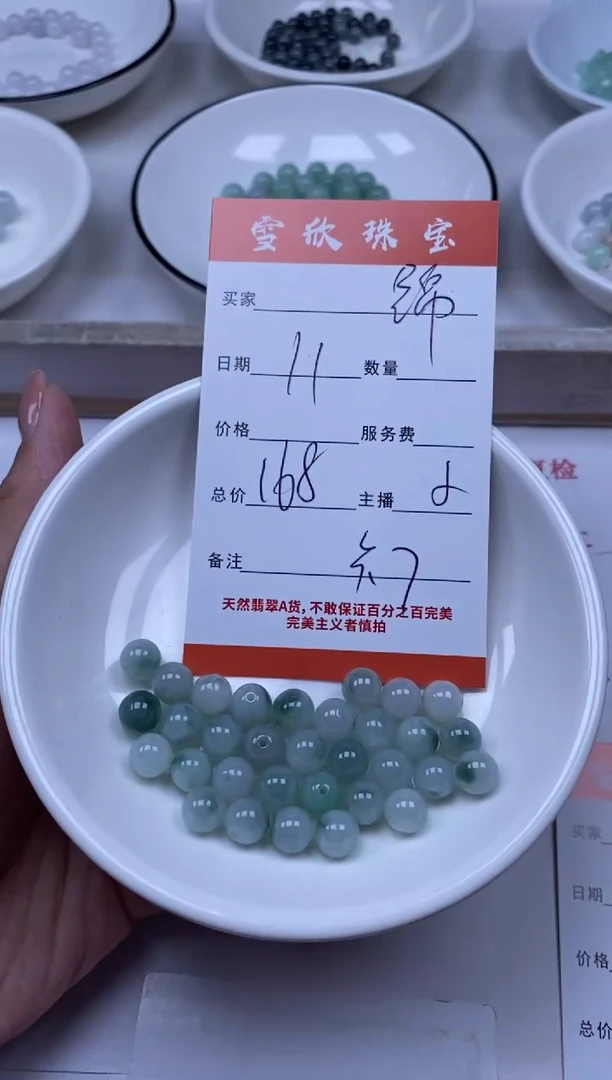 雪欣珠宝
买家
日期 11 数量
价格 服务费
总价 168 主播
备注
天然翡翠A货，不敢保证百分之百完美
完美主义者慎拍
检
买家
日期
价格
总价